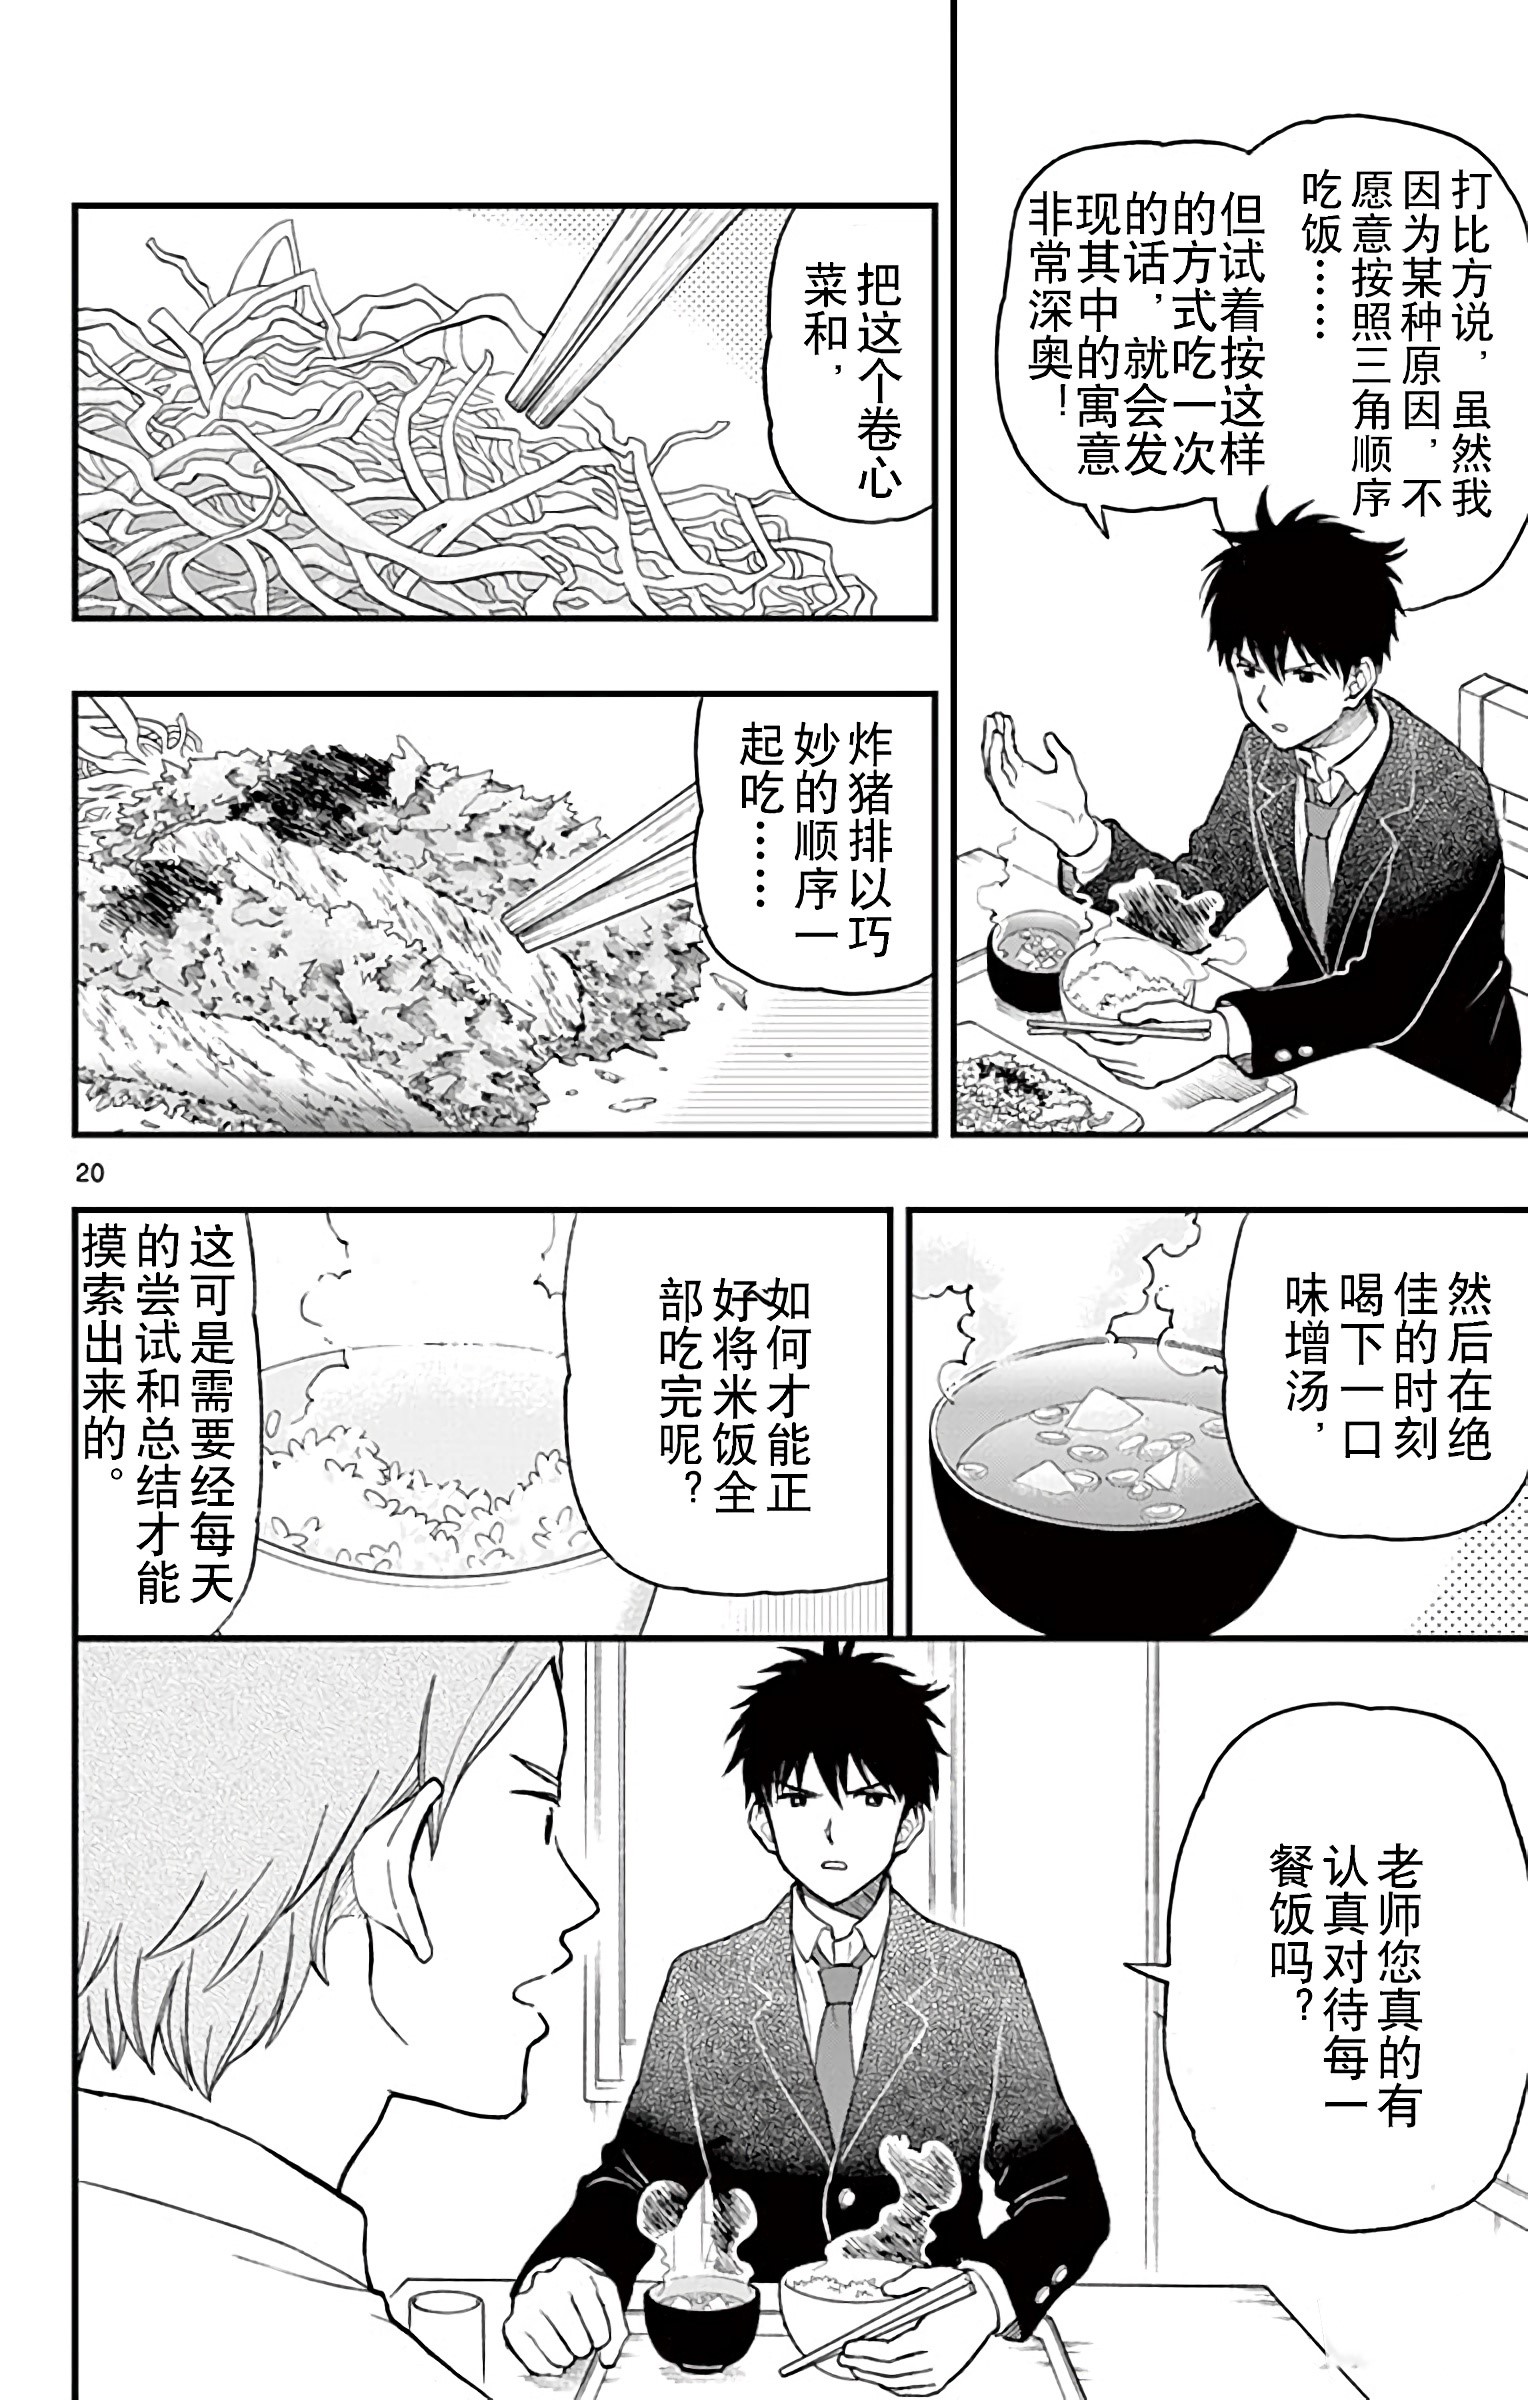 打比方说，虽然我
因为某种原因，不
愿意按照三角顺序
吃饭……
但试着按这样
的方式吃一次
的话，就会发
现其中的寓意
非常深奥！
把这个卷心
菜和，
炸猪排以巧
妙的顺序一
起吃……
20
然后在绝
佳的时刻
喝下一口
味增汤，
如何才能正
好将米饭全
部吃完呢？
这可是需要经每天
的尝试和总结才能
摸索出来的。
老师您真的有
认真对待每一
餐饭吗？